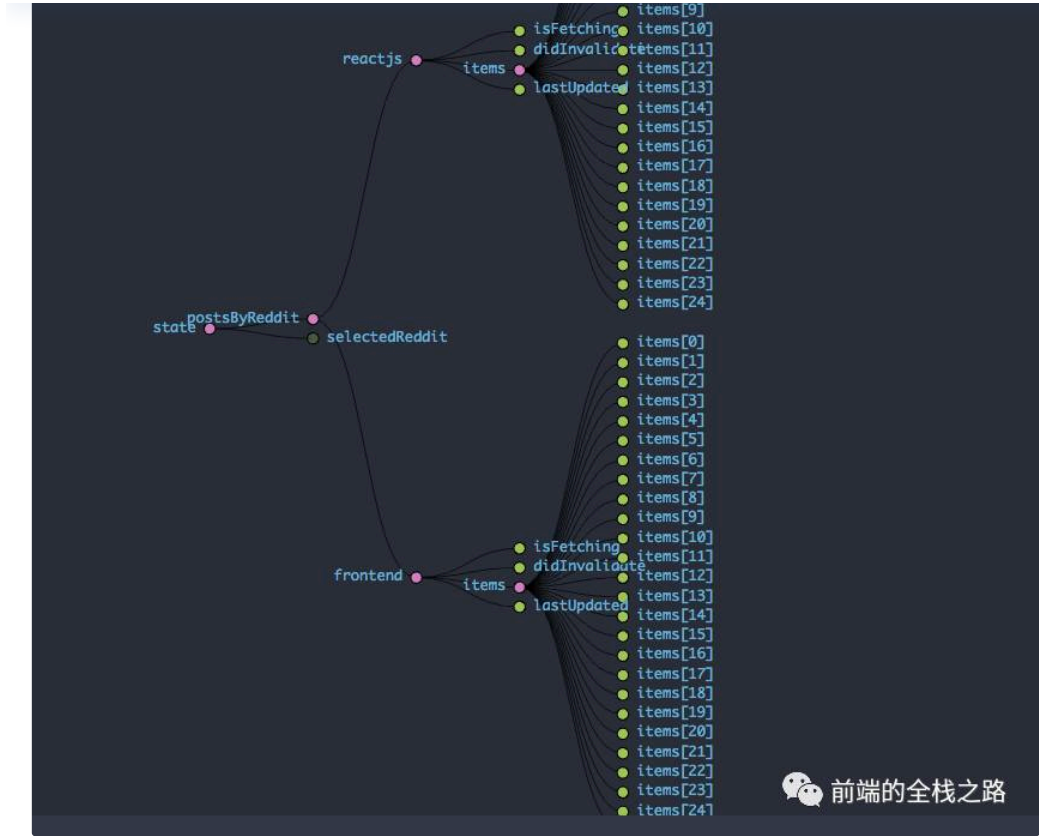 items[9]
isFetching
items[10]
didInvalidate
items[11]
reactjs
items
items[12]
lastUpdated
items[13]
items[14]
items[15]
items[16]
items[17]
items[18]
items[19]
items[20]
items[21]
items[22]
items[23]
items[24]
postsByReddit
state
selectedReddit
items[0]
items[1]
items[2]
items[3]
items[4]
items[5]
items[6]
items[7]
items[8]
items[9]
items[10]
isFetching
items[11]
didInvalidate
frontend
items
items[12]
items[13]
lastUpdated
items[14]
items[15]
items[16]
items[17]
items[18]
items[19]
items[20]
items[21]
items[22]
items[23]
items[24]
前端的全栈之路